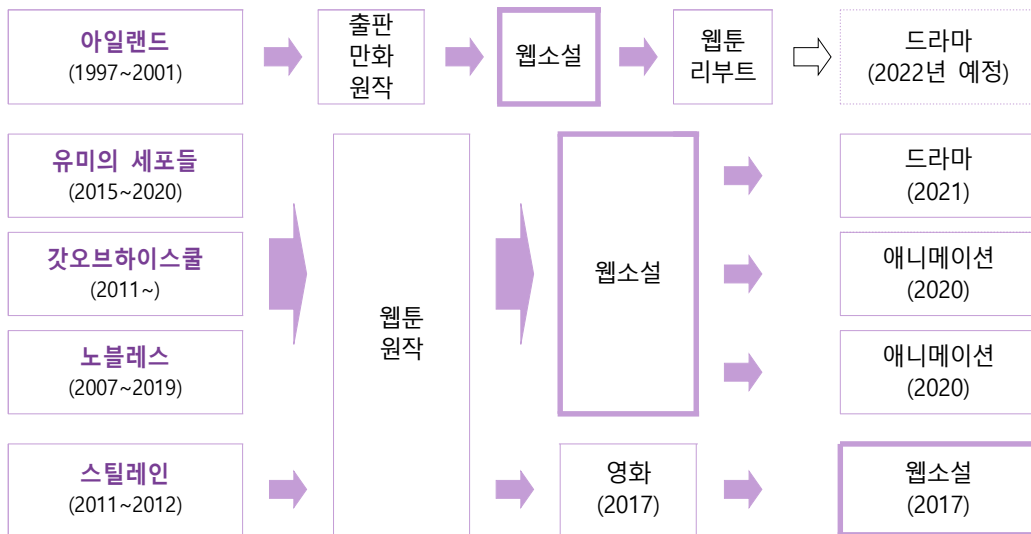 아일랜드
(1997~2001)
출판
만화
원작
웹소설
웹툰
리부트
드라마
(2022년 예정)
유미의 세포들
(2015~2020)
갓오브하이스쿨
(2011~)
노블레스
(2007~2019)
스틸레인
(2011~2012)
웹툰
원작
웹소설
영화
(2017)
드라마
(2021)
애니메이션
(2020)
애니메이션
(2020)
웹소설
(2017)